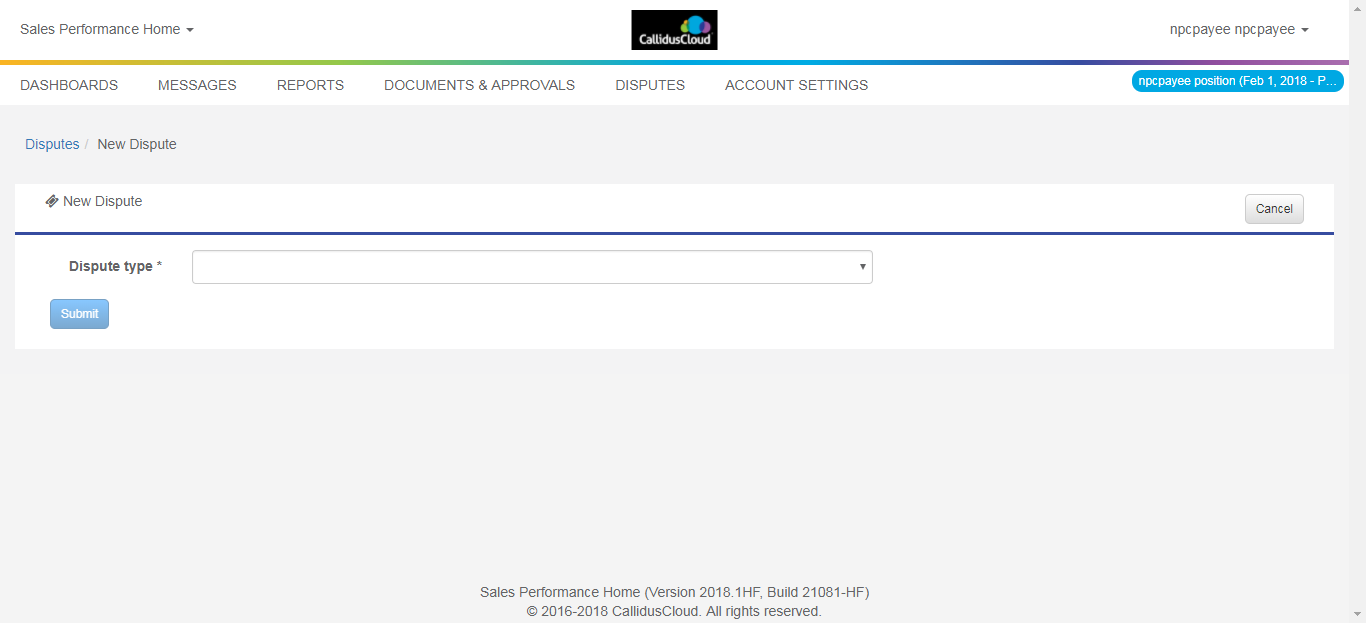 Sales Performance Home
CallidusCloud
npcpayee npcpayee
DASHBOARDS MESSAGES REPORTS DOCUMENTS & APPROVALS DISPUTES ACCOUNT SETTINGS
npcpayee position (Feb 1, 2018 - P...
Disputes / New Dispute
New Dispute
Cancel
Dispute type *
Submit
Sales Performance Home (Version 2018.1HF, Build 21081-HF)
© 2016-2018 CallidusCloud. All rights reserved.